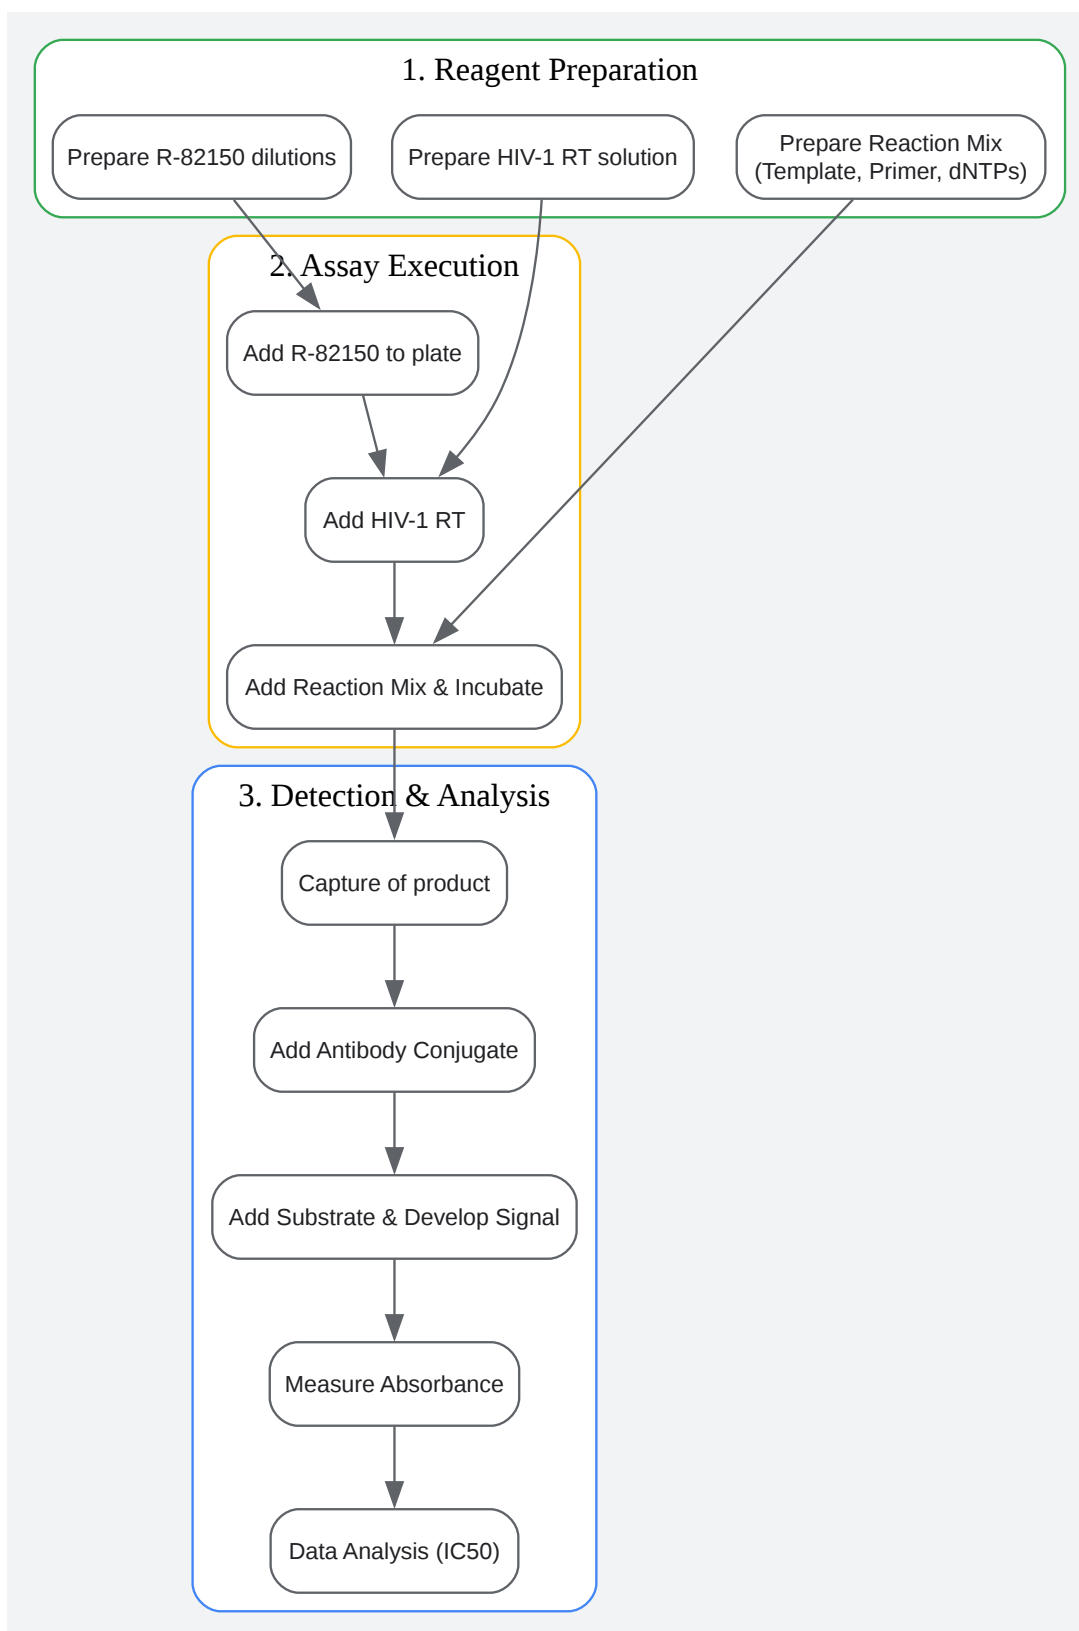 1. Reagent Preparation
Prepare R-82150 dilutions
Prepare HIV-1 RT solution
Prepare Reaction Mix
(Template, Primer, dNTPs)
2. Assay Execution
Add R-82150 to plate
Add HIV-1 RT
Add Reaction Mix & Incubate
3. Detection & Analysis
Capture of product
Add Antibody Conjugate
Add Substrate & Develop Signal
Measure Absorbance
Data Analysis (IC50)